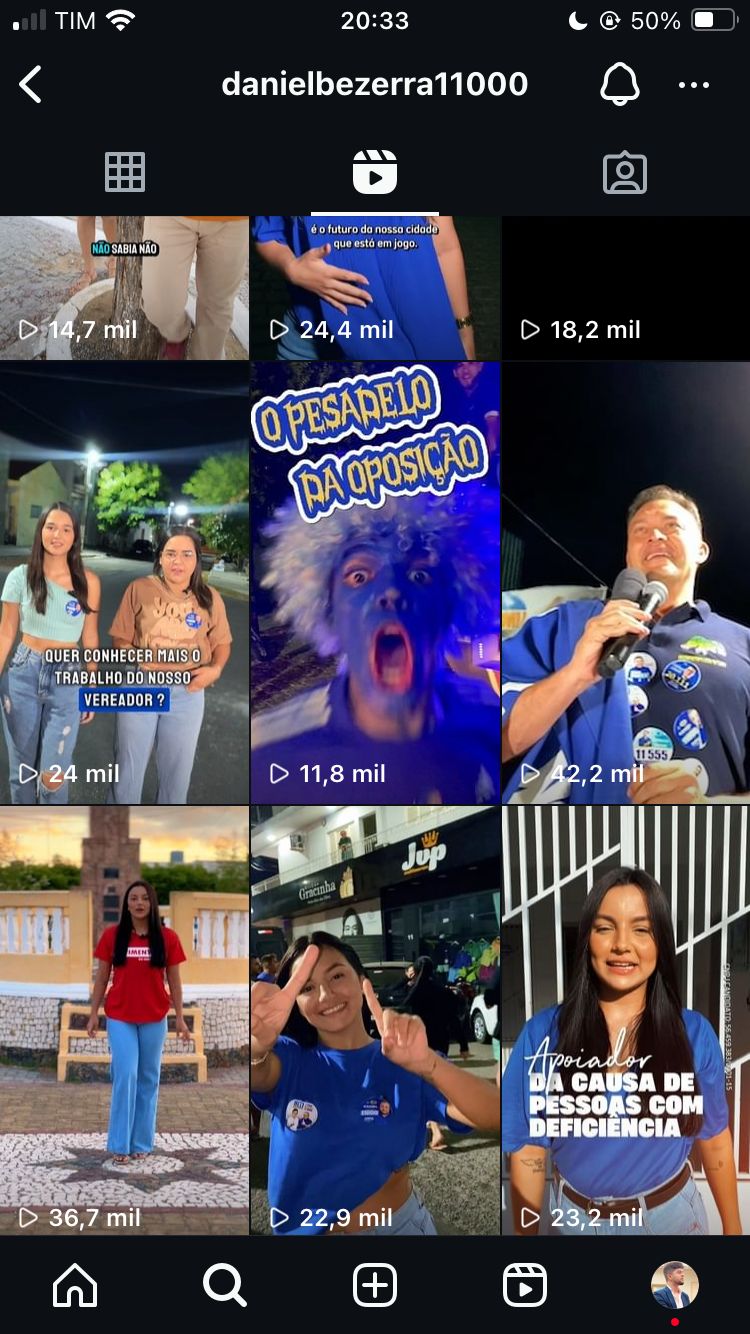 TIM
20:33
50%
danielbezerra11000
NÃO SABIA NÃO
14,7 mil
é o futuro da nossa cidade
que está em jogo.
24,4 mil
18,2 mil
QUER CONHECER MAIS O
TRABALHO DO NOSSO
VEREADOR ?
24 mil
O PESADELO
DA OPOSIÇÃO
11,8 mil
11 555
42,2 mil
36,7 mil
Gracinha
Jup
22,9 mil
Apoiador
DA CAUSA DE
PESSOAS COM
DEFICIÊNCIA
23,2 mil